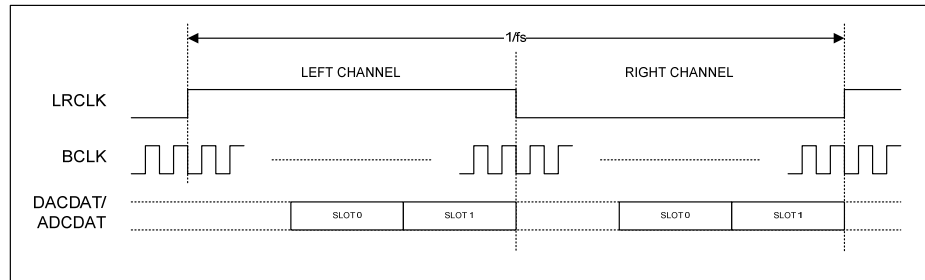 1/fs
LEFT CHANNEL
RIGHT CHANNEL
LRCLK
BCLK
DACDAT/
ADCDAT
SLOT 0
SLOT 1
SLOT 0
SLOT 1